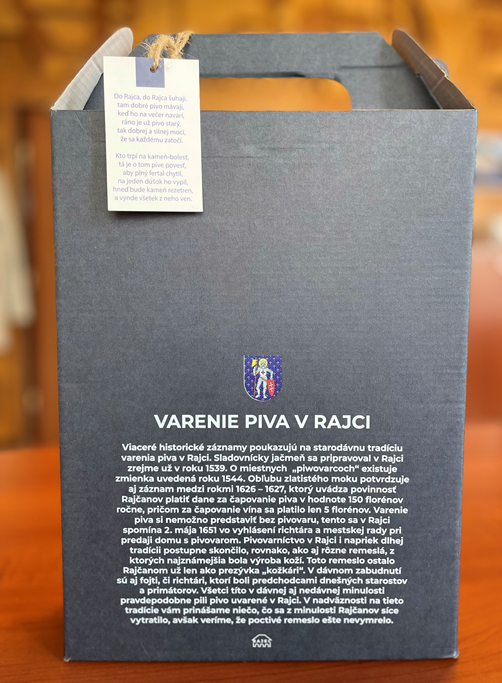 Do Rajca, do Rajca šuhaji,
tam dobré pivo mávajú,
keď ho na večer navarí,
ráno je už pivo starý,
tak dobrej a silnej moci,
že sa každému zatočí.
Kto trpí na kameň-bolesť,
tá je o tom pive povesť,
aby plný fertal chytil,
na jeden dúšok ho vypil,
hneď bude kameň rezetren,
a vynde všetek z neho ven.
VARENIE PIVA V RAJCI
Viaceré historické záznamy poukazujú na starodávnu tradíciu
varenia piva v Rajci. Sladovnícky jačmeň sa pripravoval v Rajci
zrejme už v roku 1539. O miestnych „piwovarcoch“ existuje
zmienka uvedená roku 1544. Obľubu zlatistého moku potvrdzuje
aj záznam medzi rokmi 1626 – 1627, ktorý uvádza povinnosť
Rajčanov platiť dane za čapovanie piva v hodnote 150 florénov
ročne, pričom za čapovanie vína sa platilo len 5 florénov. Varenie
piva si nemožno predstaviť bez pivovaru, tento sa v Rajci
spomína 2. mája 1651 vo vyhlásení richtára a mestskej rady pri
predaji domu s pivovarom. Pivovarníctvo v Rajci i napriek dlhej
tradícii postupne skončilo, rovnako, ako aj rôzne remeslá, z
ktorých najznámejšia bola výroba koží. Toto remeslo ostalo
Rajčanom už len ako prezývka „kožkári“. V dávnom zabudnutí
sú aj fojti, či richtári, ktorí boli predchodcami dnešných starostov
a primátorov. Všetci títo v dávnej aj nedávnej minulosti
pravdepodobne pili pivo uvarené v Rajci. V nadväznosti na tieto
tradície vám prinášame niečo, čo sa z minulosti Rajčanov síce
vytratilo, avšak veríme, že poctivé remeslo ešte nevymrelo.
RAJEC